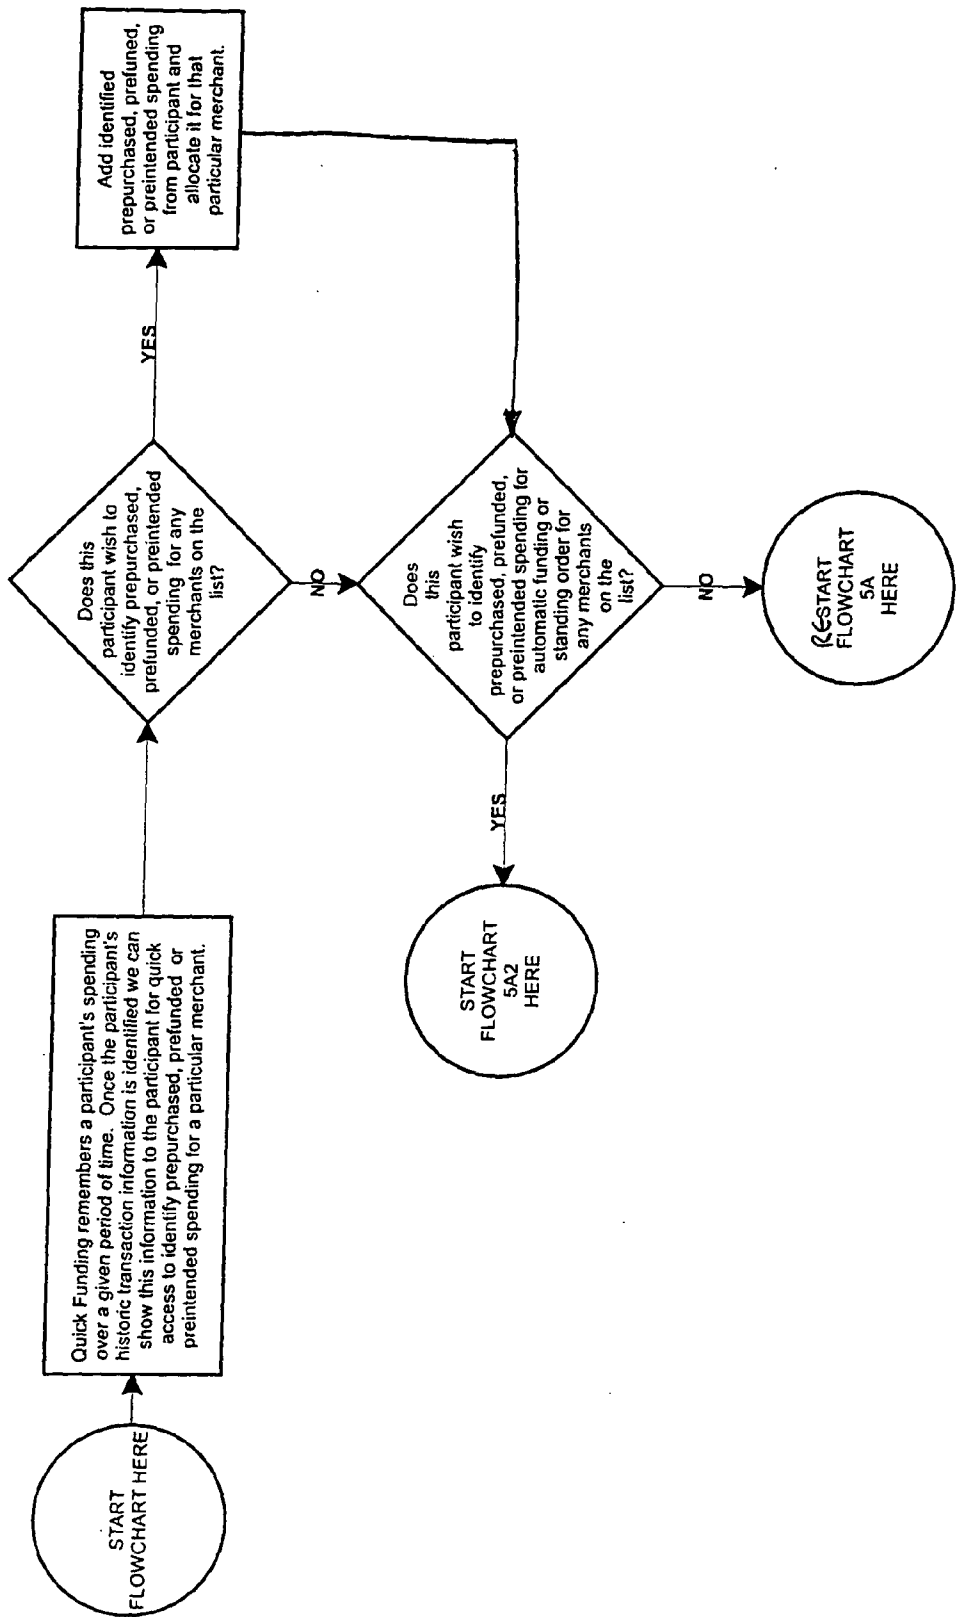 START
FLOWCHART HERE
Quick Funding remembers a participant's spending
over a given period of time. Once the participant's
historic transaction information is identified we can
show this information to the participant for quick
access to identify prepurchased, prefunded or
preintended spending for a particular merchant.
Does this
participant wish to
identify prepurchased,
prefunded, or preintended
spending for any
merchants on the
list?
YES
Add identified
prepurchased, prefuned,
or preintended spending
from participant and
allocate it for that
particular merchant.
NO
Does
this
participant wish
to identify
prepurchased, prefunded,
or preintended spending for
automatic funding or
standing order for
any merchants
on the
list?
YES
START
FLOWCHART
5A2
HERE
NO
RESTART
FLOWCHART
5A
HERE